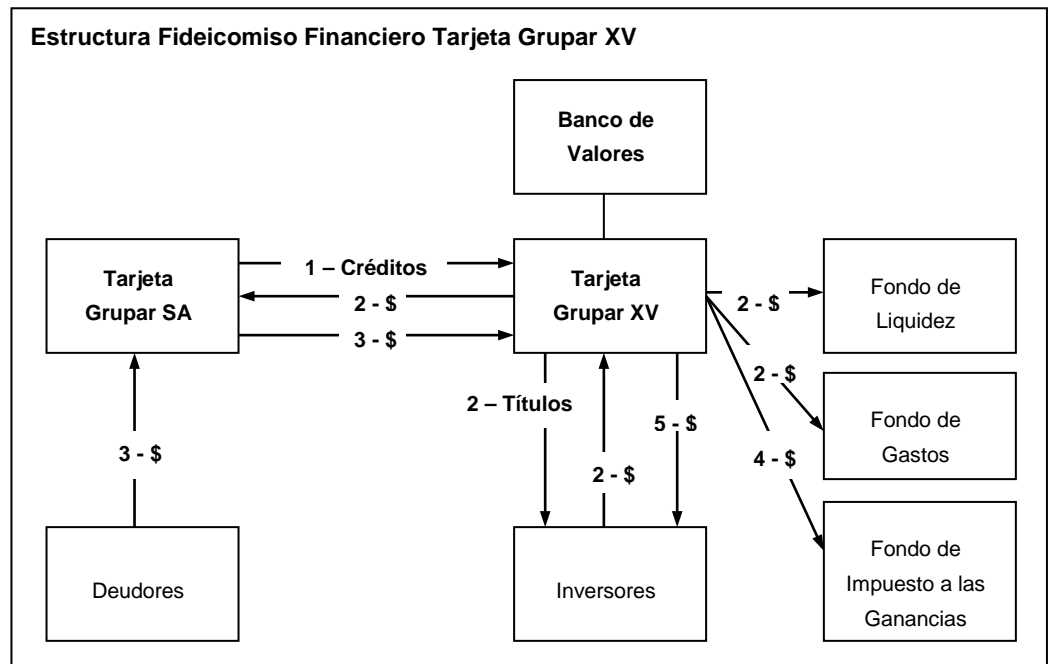 Estructura Fideicomiso Financiero Tarjeta Grupar XV
Banco de
Valores
Tarjeta
Grupar SA
1 – Créditos
2 - $
3 - $
Tarjeta
Grupar XV
2 - $
Fondo de
Liquidez
2 - $
Fondo de
Gastos
4 - $
Fondo de
Impuesto a las
Ganancias
2 – Títulos
2 - $
5 - $
3 - $
Deudores
Inversores